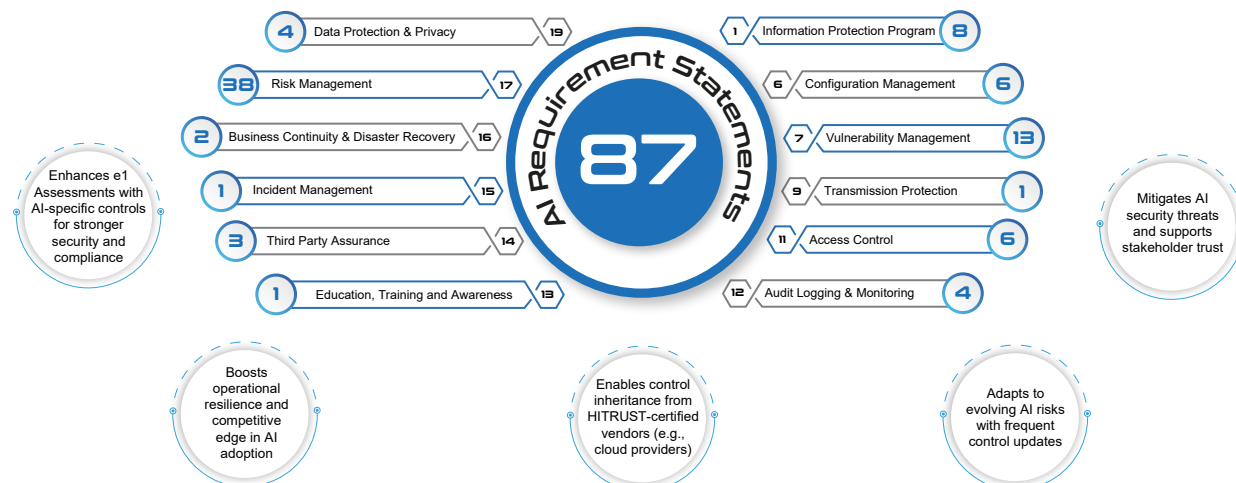 4 Data Protection & Privacy 19
38 Risk Management 17
2 Business Continuity & Disaster Recovery 16
1 Incident Management 15
3 Third Party Assurance 14
1 Education, Training and Awareness 13
AI Requirement Statements
87
1 Information Protection Program 8
6 Configuration Management 6
7 Vulnerability Management 13
9 Transmission Protection 1
11 Access Control 6
12 Audit Logging & Monitoring 4
Enhances e1
Assessments with
AI-specific controls
for stronger
security and
compliance
Mitigates AI
security threats
and supports
stakeholder trust
Boosts
operational
resilience and
competitive
edge in AI
adoption
Enables control
inheritance from
HITRUST-certified
vendors (e.g.,
cloud providers)
Adapts to
evolving AI risks
with frequent
control updates